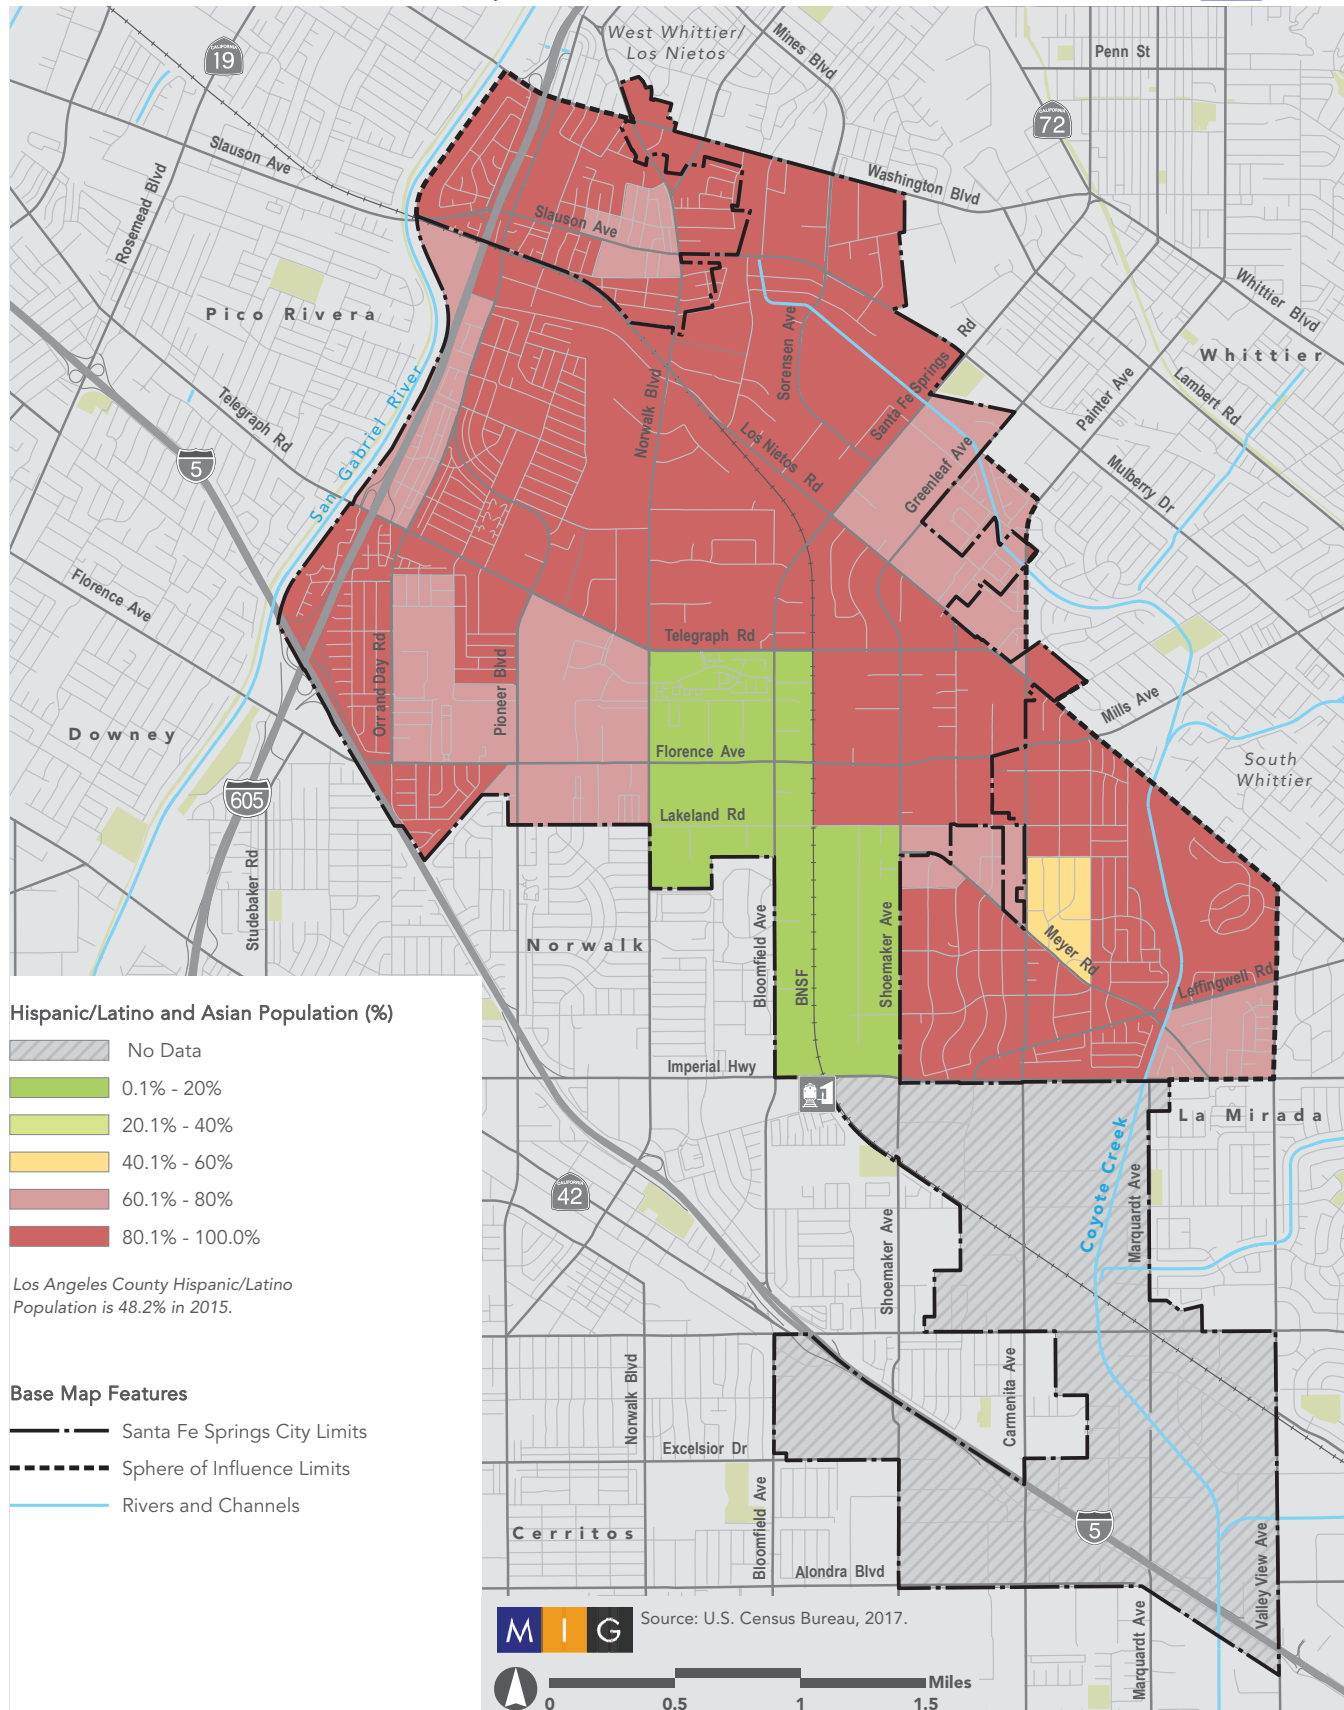 West Whittier/
Los Nietos
Mines Blvd
Penn St
CALIFORNIA
19
CALIFORNIA
72
Slauson Ave
Rosemead Blvd
Washington Blvd
Slauson Ave
Whittier Blvd
Pico Rivera
Sorensen Ave
Santa Fe Springs Rd
Whittier
Painter Ave
Lambert Rd
Telegraph Rd
San Gabriel River
Norwalk Blvd
Los Nietos Rd
Greenleaf Ave
Mulberry Dr
5
Florence Ave
Telegraph Rd
Orr and Day Rd
Pioneer Blvd
Mills Ave
Downey
Florence Ave
South
Whittier
605
Lakeland Rd
Studebaker Rd
Norwalk
Bloomfield Ave
BNSF
Shoemaker Ave
Meyer Rd
Leffingwell Rd
Imperial Hwy
La Mirada
Coyote Creek
Marquardt Ave
CALIFORNIA
42
Shoemaker Ave
Norwalk Blvd
Carmenita Ave
Excelsior Dr
Bloomfield Ave
Cerritos
5
Alondra Blvd
Valley View Ave
Marquardt Ave
Hispanic/Latino and Asian Population (%)
No Data
0.1% - 20%
20.1% - 40%
40.1% - 60%
60.1% - 80%
80.1% - 100.0%
Los Angeles County Hispanic/Latino
Population is 48.2% in 2015.
Base Map Features
Santa Fe Springs City Limits
Sphere of Influence Limits
Rivers and Channels
M I G
Source: U.S. Census Bureau, 2017.
Miles
0 0.5 1 1.5